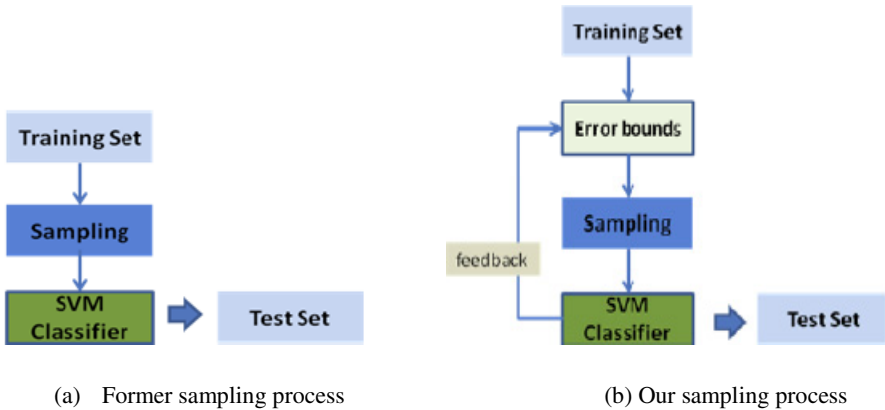 Training Set
Sampling
SVM
Classifier
Test Set
(a) Former sampling process
Training Set
Error bounds
Sampling
feedback
SVM
Classifier
Test Set
(b) Our sampling process